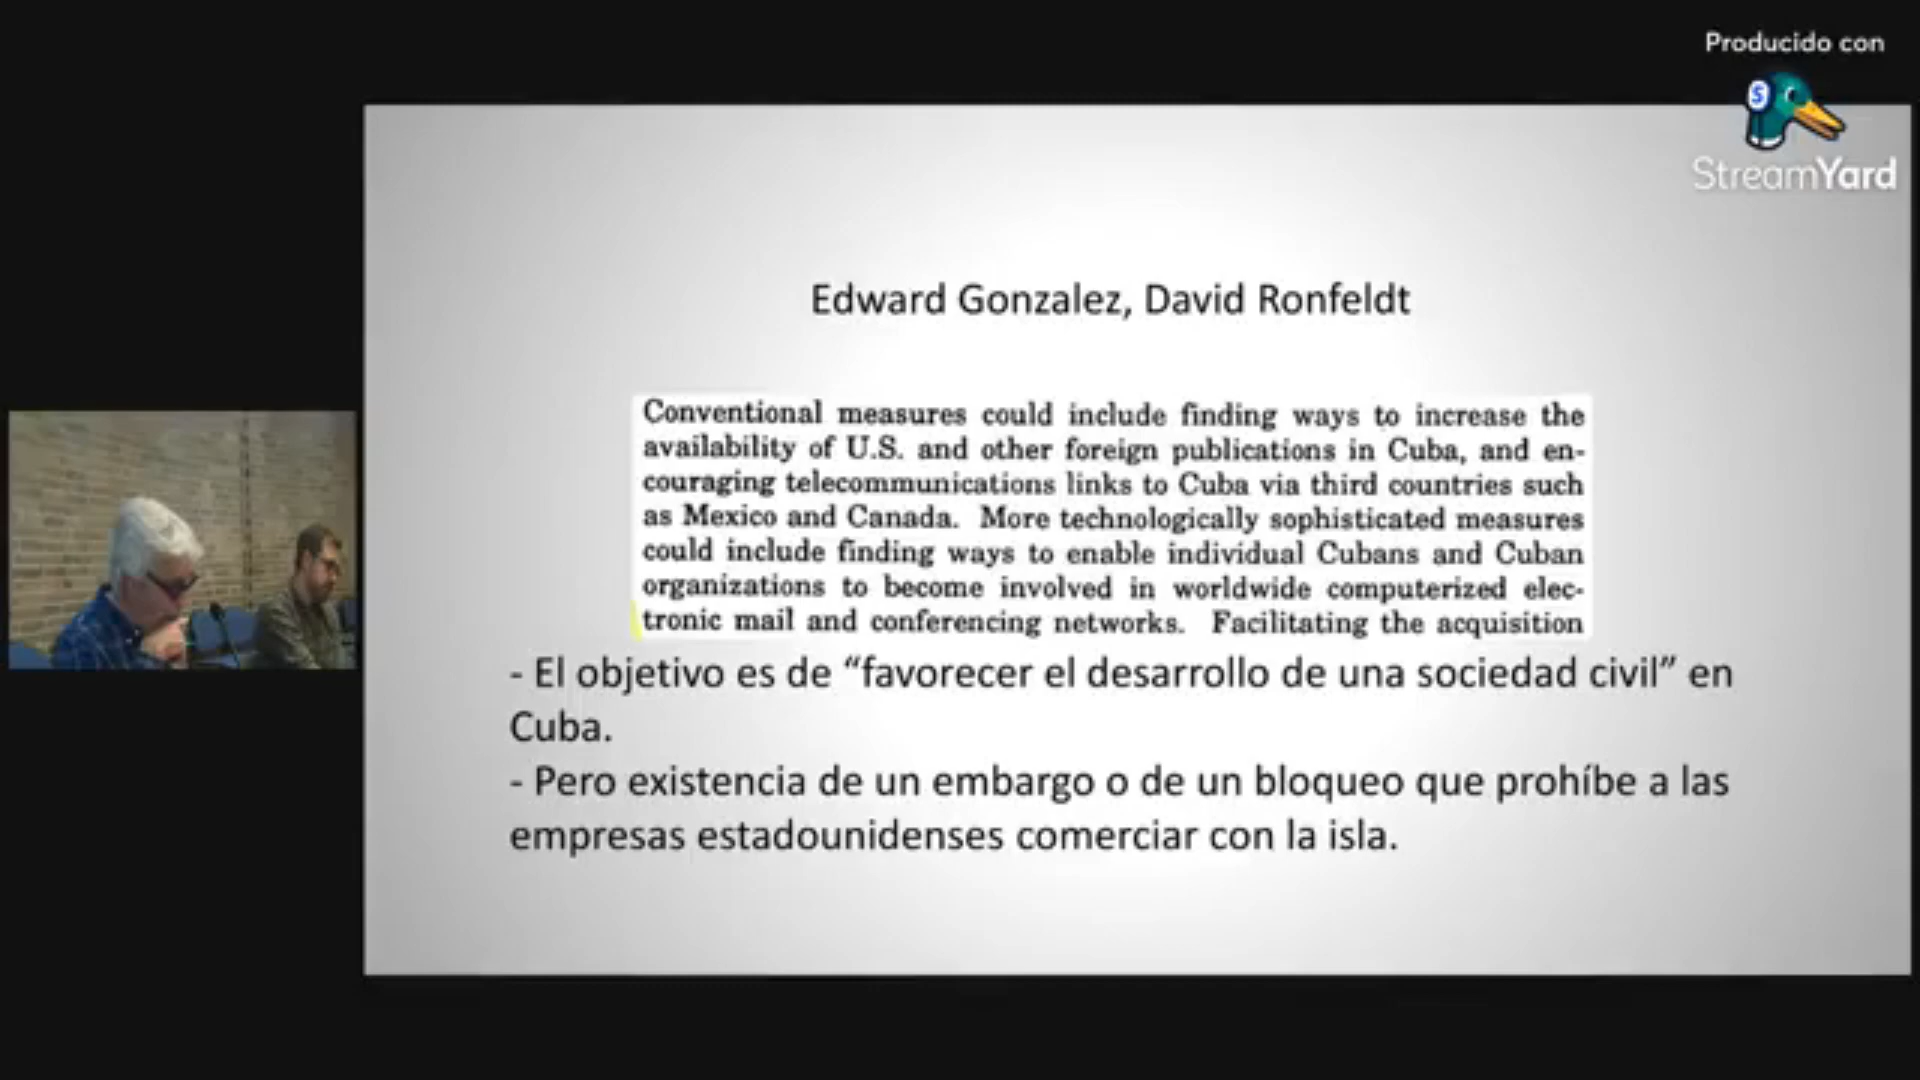 Producido con
StreamYard
Edward Gonzalez, David Ronfeldt
Conventional measures could include finding ways to increase the
availability of U.S. and other foreign publications in Cuba, and en-
couraging telecommunications links to Cuba via third countries such
as Mexico and Canada. More technologically sophisticated measures
could include finding ways to enable individual Cubans and Cuban
organizations to become involved in worldwide computerized elec-
tronic mail and conferencing networks. Facilitating the acquisition
- El objetivo es de “favorecer el desarrollo de una sociedad civil” en
Cuba.
- Pero existencia de un embargo o de un bloqueo que prohíbe a las
empresas estadounidenses comerciar con la isla.